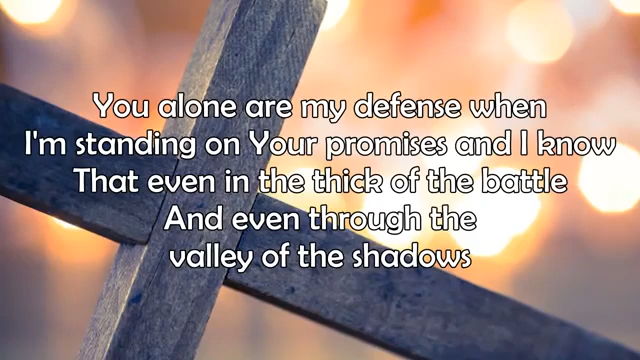 You alone are my defense when
I'm standing on Your promises and I know
That even in the thick of the battle
And even through the
valley of the shadows